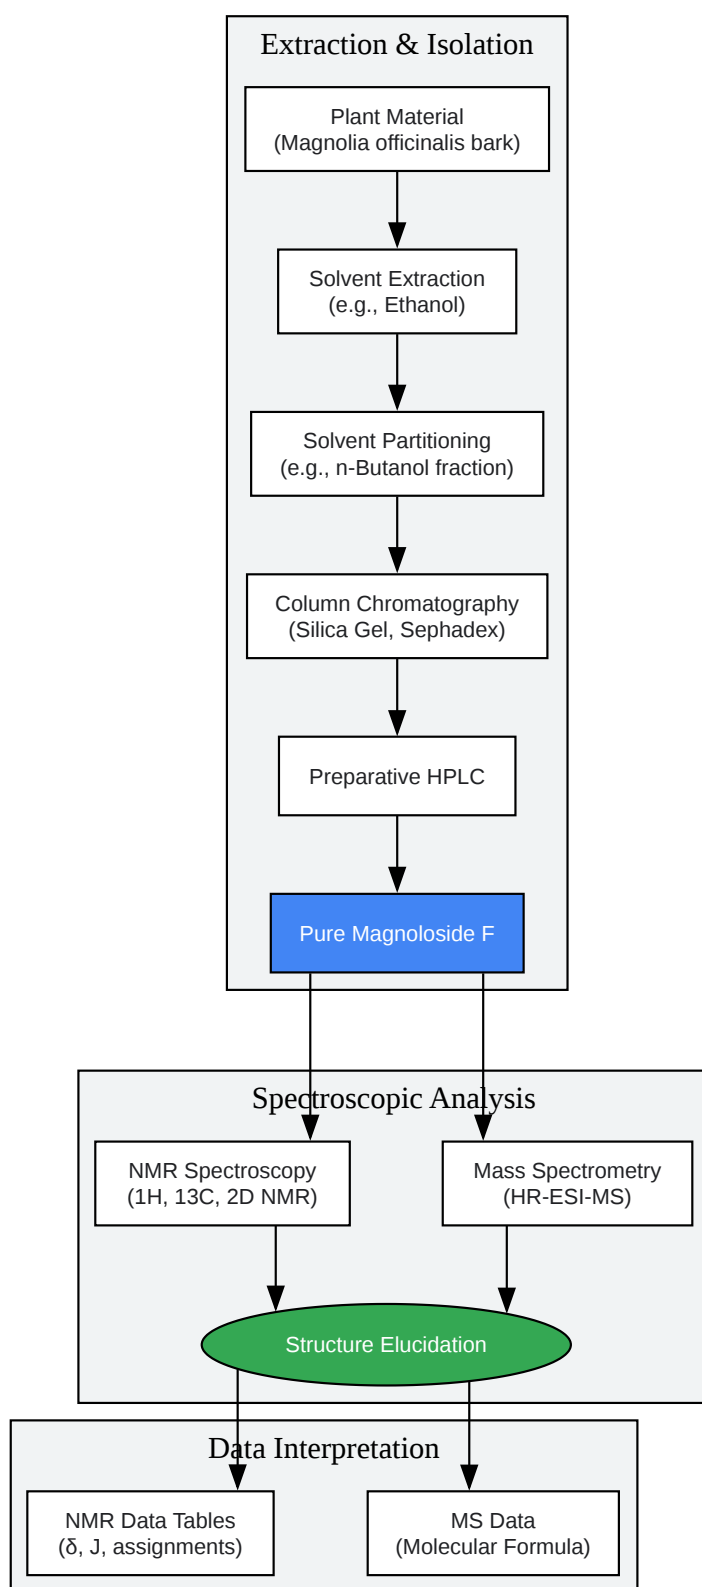 Extraction & Isolation
Plant Material
(Magnolia officinalis bark)
Solvent Extraction
(e.g., Ethanol)
Solvent Partitioning
(e.g., n-Butanol fraction)
Column Chromatography
(Silica Gel, Sephadex)
Preparative HPLC
Pure Magnoloside F
Spectroscopic Analysis
NMR Spectroscopy
(1H, 13C, 2D NMR)
Mass Spectrometry
(HR-ESI-MS)
Structure Elucidation
Data Interpretation
NMR Data Tables
(δ, J, assignments)
MS Data
(Molecular Formula)